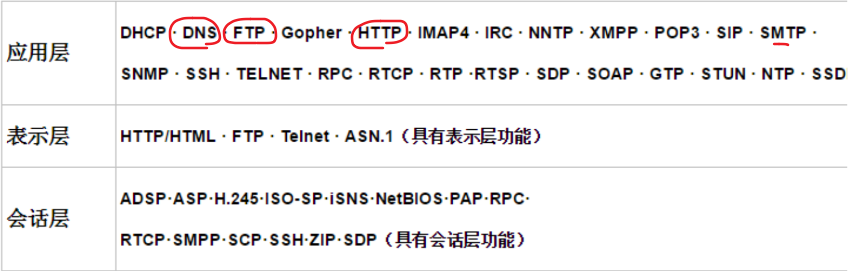 应用层
DHCP · DNS · FTP · Gopher · HTTP · IMAP4 · IRC · NNTP · XMPP · POP3 · SIP · SMTP ·
SNMP · SSH · TELNET · RPC · RTCP · RTP ·RTSP · SDP · SOAP · GTP · STUN · NTP · SSD
表示层
HTTP/HTML · FTP · Telnet · ASN.1（具有表示层功能）
会话层
ADSP·ASP·H.245·ISO-SP·iSNS·NetBIOS·PAP·RPC·
RTCP·SMPP·SCP·SSH·ZIP·SDP（具有会话层功能）